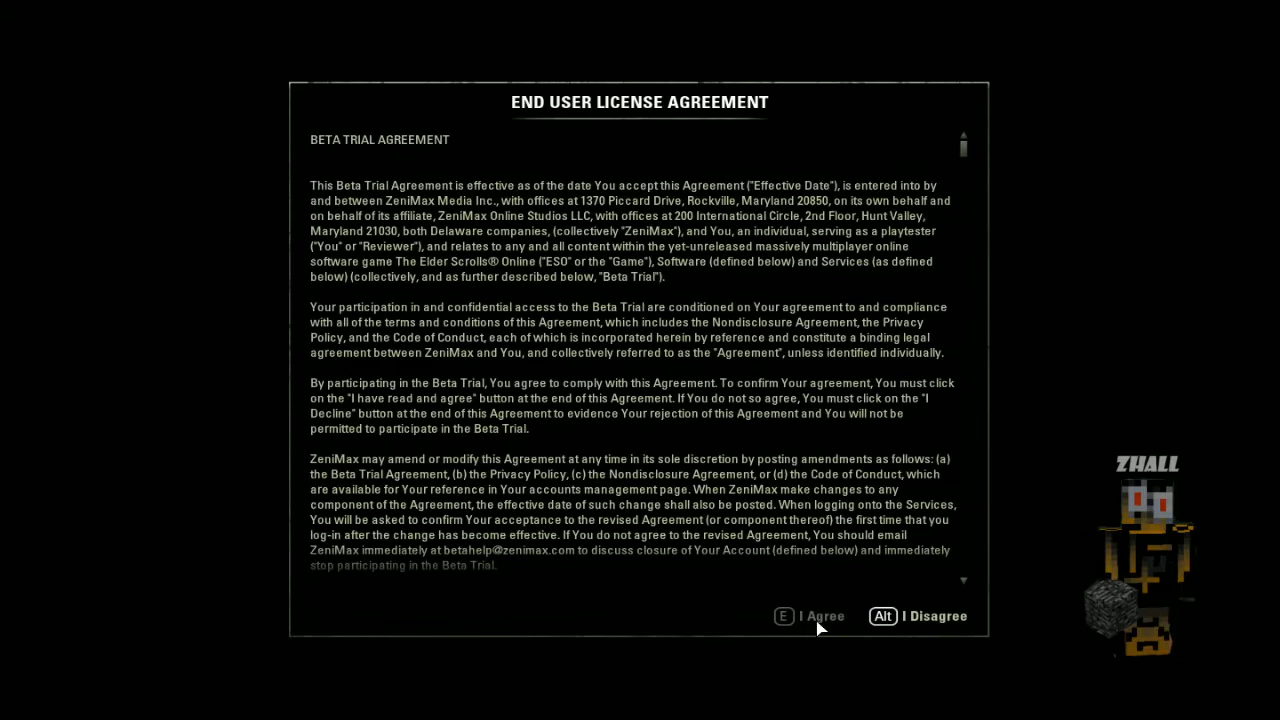 END USER LICENSE AGREEMENT
BETA TRIAL AGREEMENT
This Beta Trial Agreement is effective as of the date You accept this Agreement ("Effective Date"), is entered into by
and between ZeniMax Media Inc., with offices at 1370 Piccard Drive, Rockville, Maryland 20850, on its own behalf and
on behalf of its affiliate, ZeniMax Online Studios LLC, with offices at 200 International Circle, 2nd Floor, Hunt Valley,
Maryland 21030, both Delaware companies, (collectively "ZeniMax"), and You, an individual, serving as a playtester
("You" or "Reviewer"), and relates to any and all content within the yet-unreleased massively multiplayer online
software game The Elder Scrolls® Online ("ESO" or the "Game"), Software (defined below) and Services (as defined
below) (collectively, and as further described below, "Beta Trial").
Your participation in and confidential access to the Beta Trial are conditioned on Your agreement to and compliance
with all of the terms and conditions of this Agreement, which includes the Nondisclosure Agreement, the Privacy
Policy, and the Code of Conduct, each of which is incorporated herein by reference and constitute a binding legal
agreement between ZeniMax and You, and collectively referred to as the "Agreement", unless identified individually.
By participating in the Beta Trial, You agree to comply with this Agreement. To confirm Your agreement, You must click
on the "I have read and agree" button at the end of this Agreement. If You do not so agree, You must click on the "I
Decline" button at the end of this Agreement to evidence Your rejection of this Agreement and You will not be
permitted to participate in the Beta Trial.
ZeniMax may amend or modify this Agreement at any time in its sole discretion by posting amendments as follows: (a)
the Beta Trial Agreement, (b) the Privacy Policy, (c) the Nondisclosure Agreement, or (d) the Code of Conduct, which
are available for Your reference in Your accounts management page. When ZeniMax make changes to any
component of the Agreement, the effective date of such change shall also be posted. When logging onto the Services,
You will be asked to confirm Your acceptance to the revised Agreement (or component thereof) the first time that you
log-in after the change has become effective. If You do not agree to the revised Agreement, You should email
ZeniMax immediately at betahelp@zenimax.com to discuss closure of Your Account (defined below) and immediately
stop participating in the Beta Trial.
E I Agree Alt I Disagree
ZHALL